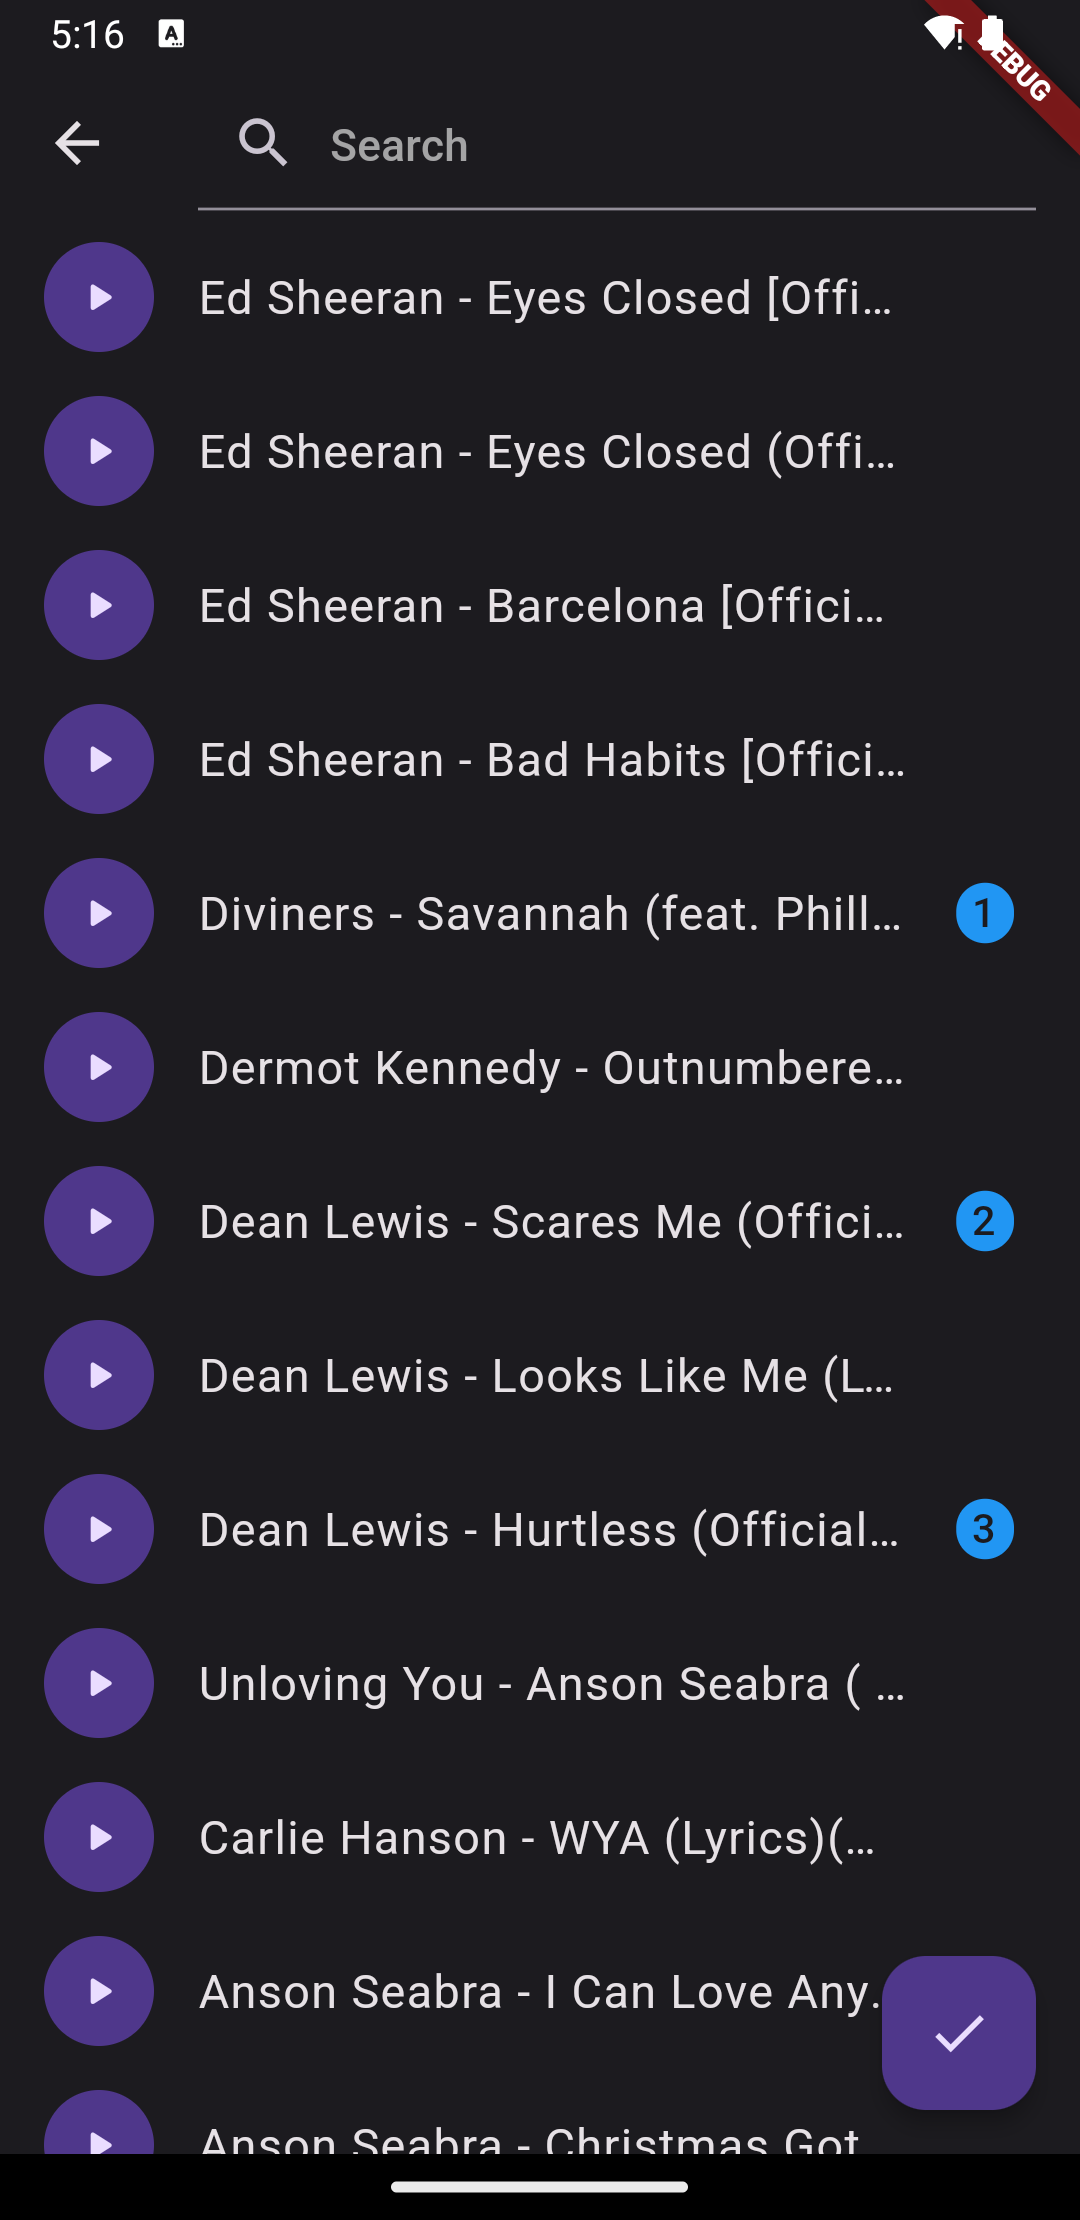 5:16
A
EBUG
Search
Ed Sheeran - Eyes Closed [Offi...
Ed Sheeran - Eyes Closed (Offi...
Ed Sheeran - Barcelona [Offici...
Ed Sheeran - Bad Habits [Offici...
Diviners - Savannah (feat. Phill...
1
Dermot Kennedy - Outnumbere...
Dean Lewis - Scares Me (Offici...
2
Dean Lewis - Looks Like Me (L...
Dean Lewis - Hurtless (Official...
3
Unloving You - Anson Seabra ( ...
Carlie Hanson - WYA (Lyrics)(...
Anson Seabra - I Can Love Any.
Anson Seabra - Christmas Got